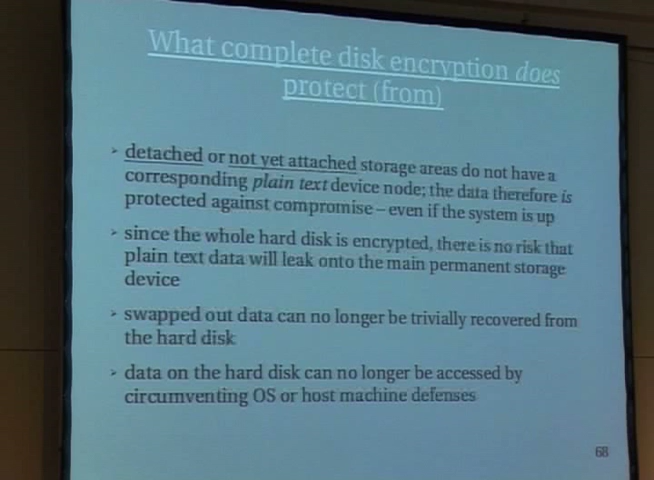 What complete disk encryption does
protect (from)
➢ detached or not yet attached storage areas do not have a
corresponding plain text device node; the data therefore is
protected against compromise – even if the system is up
➢ since the whole hard disk is encrypted, there is no risk that
plain text data will leak onto the main permanent storage
device
➢ swapped out data can no longer be trivially recovered from
the hard disk
➢ data on the hard disk can no longer be accessed by
circumventing OS or host machine defenses
68